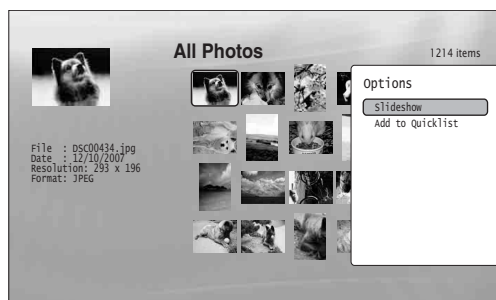 All Photos
1214 items
Options
Slideshow
Add to Quicklist
File  : DSC00434.jpg
Date  : 12/10/2007
Resolution: 293 x 196
Format: JPEG